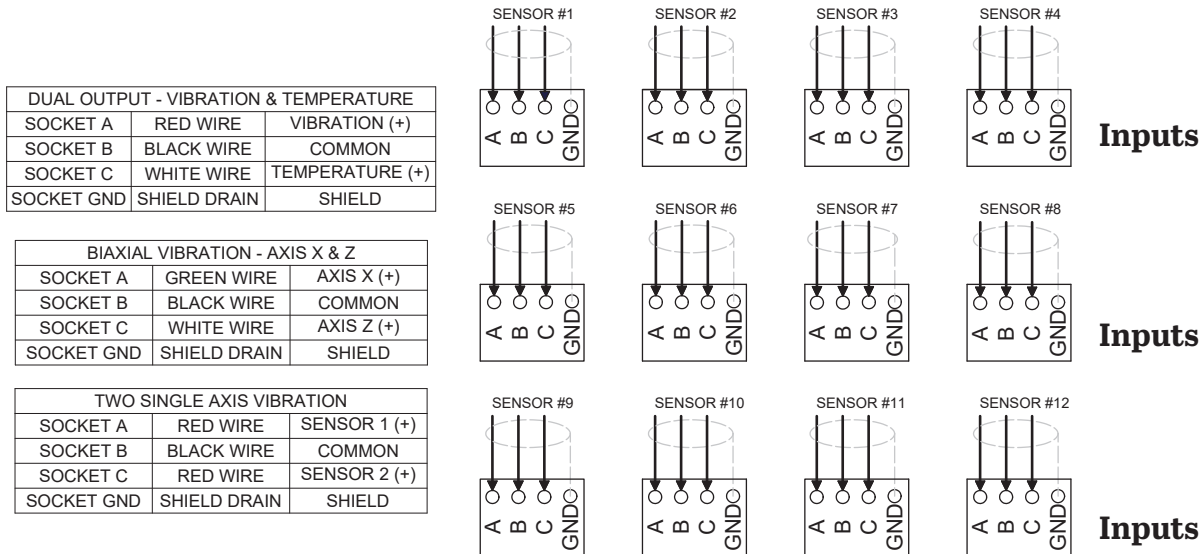 DUAL OUTPUT - VIBRATION & TEMPERATURE
SOCKET A RED WIRE VIBRATION (+)
SOCKET B BLACK WIRE COMMON
SOCKET C WHITE WIRE TEMPERATURE (+)
SOCKET GND SHIELD DRAIN SHIELD
BIAXIAL VIBRATION - AXIS X & Z
SOCKET A GREEN WIRE AXIS X (+)
SOCKET B BLACK WIRE COMMON
SOCKET C WHITE WIRE AXIS Z (+)
SOCKET GND SHIELD DRAIN SHIELD
TWO SINGLE AXIS VIBRATION
SOCKET A RED WIRE SENSOR 1 (+)
SOCKET B BLACK WIRE COMMON
SOCKET C RED WIRE SENSOR 2 (+)
SOCKET GND SHIELD DRAIN SHIELD
SENSOR #1 SENSOR #2 SENSOR #3 SENSOR #4
A B C GND A B C GND A B C GND A B C GND
Inputs
SENSOR #5 SENSOR #6 SENSOR #7 SENSOR #8
A B C GND A B C GND A B C GND A B C GND
Inputs
SENSOR #9 SENSOR #10 SENSOR #11 SENSOR #12
A B C GND A B C GND A B C GND A B C GND
Inputs